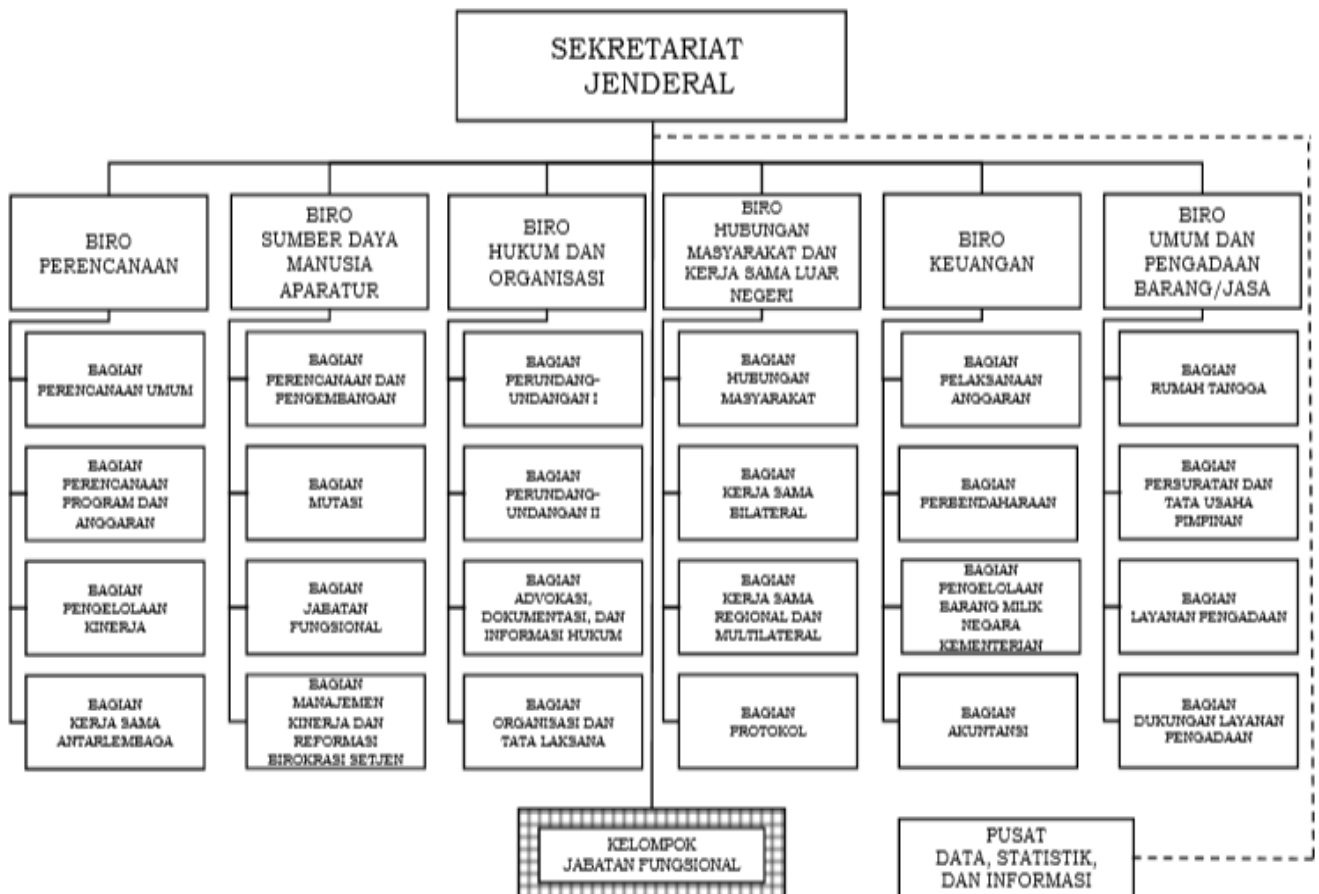 SEKRETARIAT
JENDERAL
BIRO
PERENCANAAN
BIRO
SUMBER DAYA
MANUSIA
APARATUR
BIRO
HUKUM DAN
ORGANISASI
BIRO
HUBUNGAN
MASYARAKAT DAN
KERJA SAMA LUAR
NEGERI
BIRO
KEUANGAN
BIRO
UMUM DAN
PENGADAAN
BARANG/JASA
BAGIAN
PERENCANAAN UMUM
BAGIAN
PERENCANAAN DAN
PENGEMBANGAN
BAGIAN
PERUNDANG-
UNDANGAN I
BAGIAN
HUBUNGAN
MASYARAKAT
BAGIAN
PELAKSANAAN
ANGGARAN
BAGIAN
RUMAH TANGGA
BAGIAN
PERENCANAAN
PROGRAM DAN
ANGGARAN
BAGIAN
MUTASI
BAGIAN
PERUNDANG-
UNDANGAN II
BAGIAN
KERJA SAMA
BILATERAL
BAGIAN
PERBENDAHARAAN
BAGIAN
PERSURATAN DAN
TATA USAHA
PIMPINAN
BAGIAN
PENGELOLAAN
KINERJA
BAGIAN
JABATAN
FUNGSIONAL
BAGIAN
ADVOKASI,
DOKUMENTASI, DAN
INFORMASI HUKUM
BAGIAN
KERJA SAMA
REGIONAL DAN
MULTILATERAL
BAGIAN
PENGELOLAAN
BARANG MILIK
NEGARA
KEMENTERIAN
BAGIAN
LAYANAN PENGADAAN
BAGIAN
KERJA SAMA
ANTARLEMBAGA
BAGIAN
MANAJEMEN
KINERJA DAN
REFORMASI
BIROKRASI SETJEN
BAGIAN
ORGANISASI DAN
TATA LAKSANA
BAGIAN
PROTOKOL
BAGIAN
AKUNTANSI
BAGIAN
DUKUNGAN LAYANAN
PENGADAAN
KELOMPOK
JABATAN FUNGSIONAL
PUSAT
DATA, STATISTIK,
DAN INFORMASI